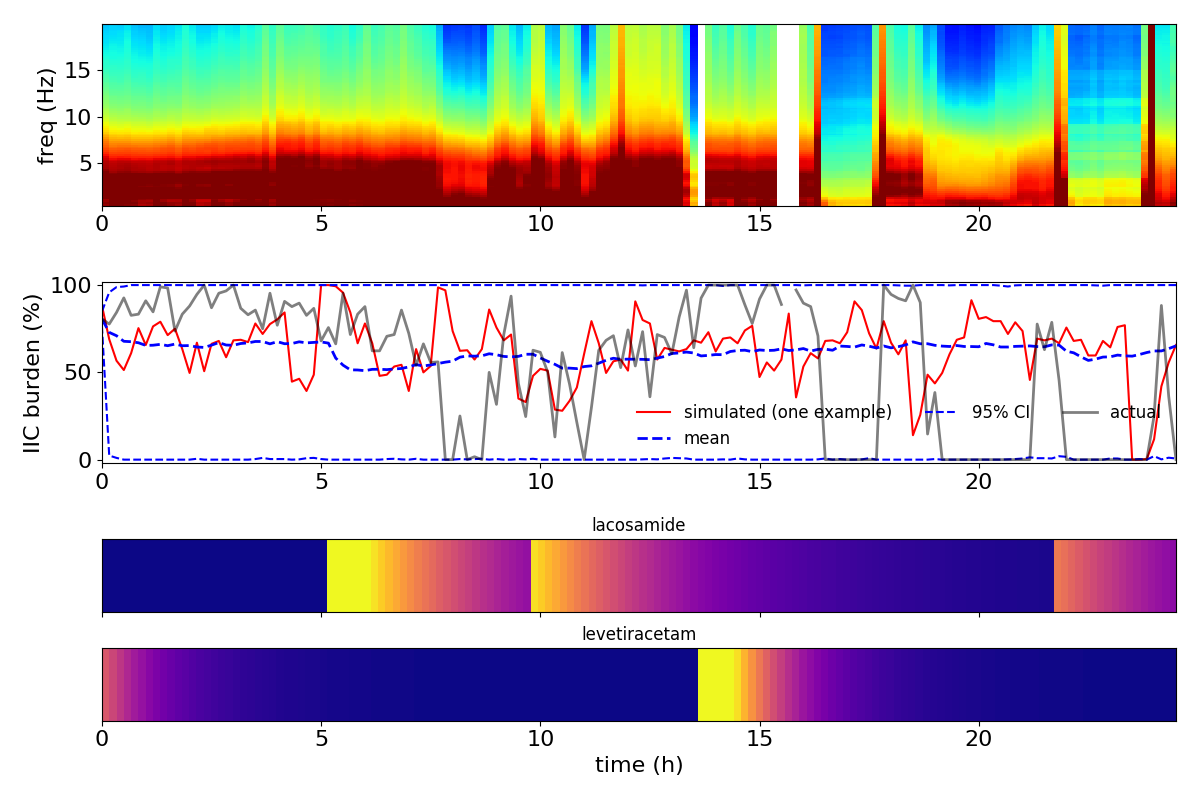 freq (Hz)
15
10
5
0 5 10 15 20
IIC burden (%)
100
50
0
simulated (one example) 95% CI actual
mean
0 5 10 15 20
lacosamide
levetiracetam
0 5 10 15 20
time (h)